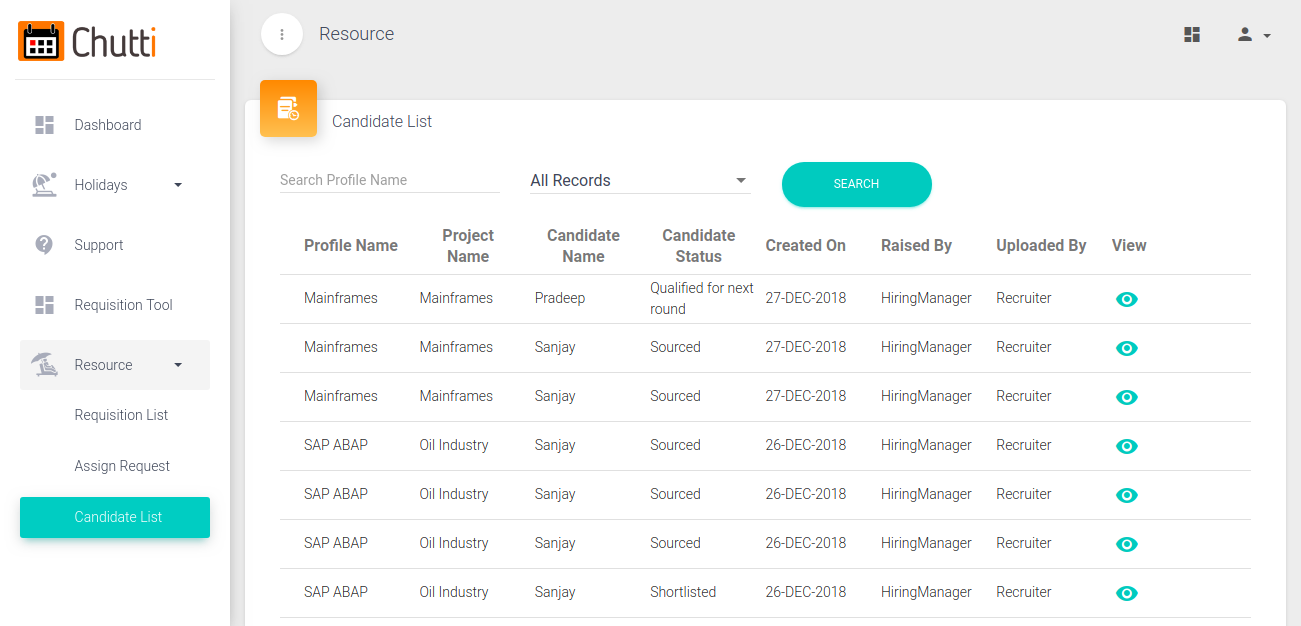 Chutti
Resource
Dashboard
Holidays
Support
Requisition Tool
Resource
Requisition List
Assign Request
Candidate List
Candidate List
Search Profile Name
All Records
SEARCH
Profile Name Project Name Candidate Name Candidate Status Created On Raised By Uploaded By View
Mainframes Mainframes Pradeep Qualified for next round 27-DEC-2018 HiringManager Recruiter
Mainframes Mainframes Sanjay Sourced 27-DEC-2018 HiringManager Recruiter
Mainframes Mainframes Sanjay Sourced 27-DEC-2018 HiringManager Recruiter
SAP ABAP Oil Industry Sanjay Sourced 26-DEC-2018 HiringManager Recruiter
SAP ABAP Oil Industry Sanjay Sourced 26-DEC-2018 HiringManager Recruiter
SAP ABAP Oil Industry Sanjay Sourced 26-DEC-2018 HiringManager Recruiter
SAP ABAP Oil Industry Sanjay Shortlisted 26-DEC-2018 HiringManager Recruiter